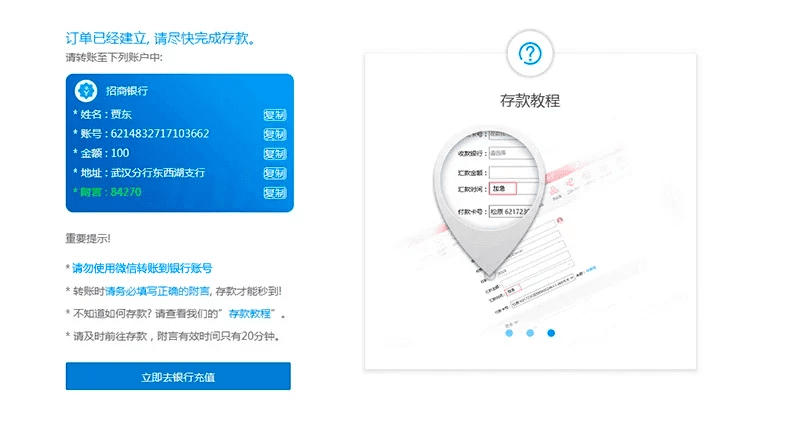 订单已经建立, 请尽快完成存款。
请转账至下列账户中:
招商银行
* 姓名 : 贾东 复制
* 账号 : 6214832717103662 复制
* 金额 : 100 复制
* 地址 : 武汉分行东西湖支行 复制
* 附言 : 84270 复制
重要提示!
* 请勿使用微信转账到银行账号
* 转账时请务必填写正确的附言, 存款才能秒到!
* 不知道如何存款? 请查看我们的”存款教程”。
* 请及时前往存款，附言有效时间只有20分钟。
立即去银行充值
存款教程
收款银行：
汇款金额：
汇款时间： 加急
付款卡号： 松原 621723